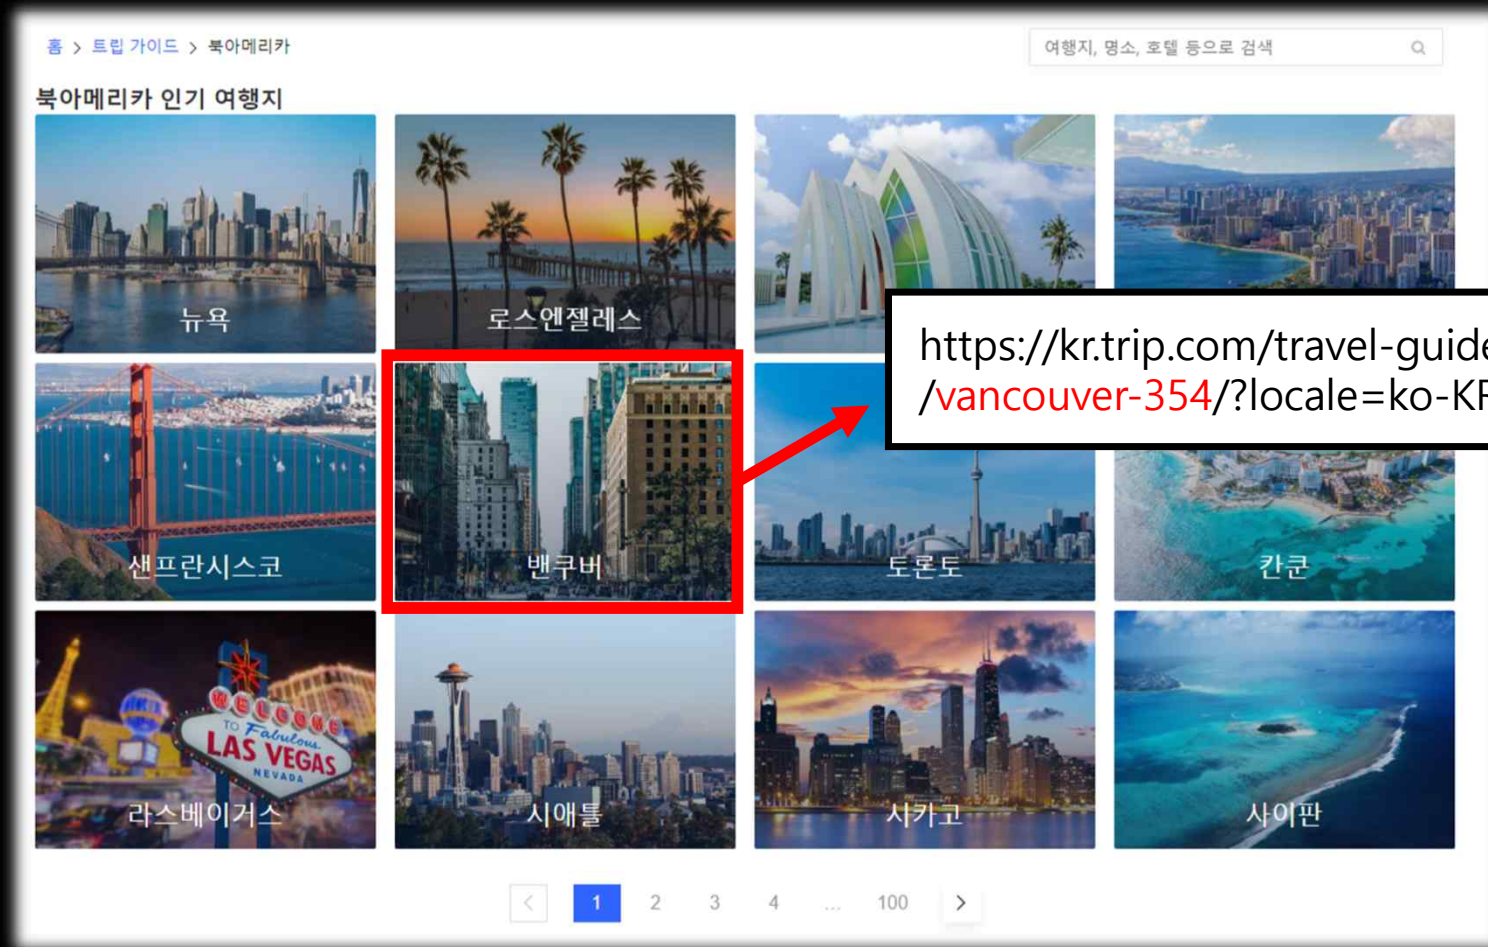 홈 > 트립 가이드 > 북아메리카
여행지, 명소, 호텔 등으로 검색
북아메리카 인기 여행지
뉴욕
로스엔젤레스
https://kr.trip.com/travel-guide
/vancouver-354/?locale=ko-KR
샌프란시스코
밴쿠버
토론토
칸쿤
WELCOME
TO Fabulous
LAS VEGAS
NEVADA
라스베이거스
시애틀
시카고
사이판
< 1 2 3 4 ... 100 >